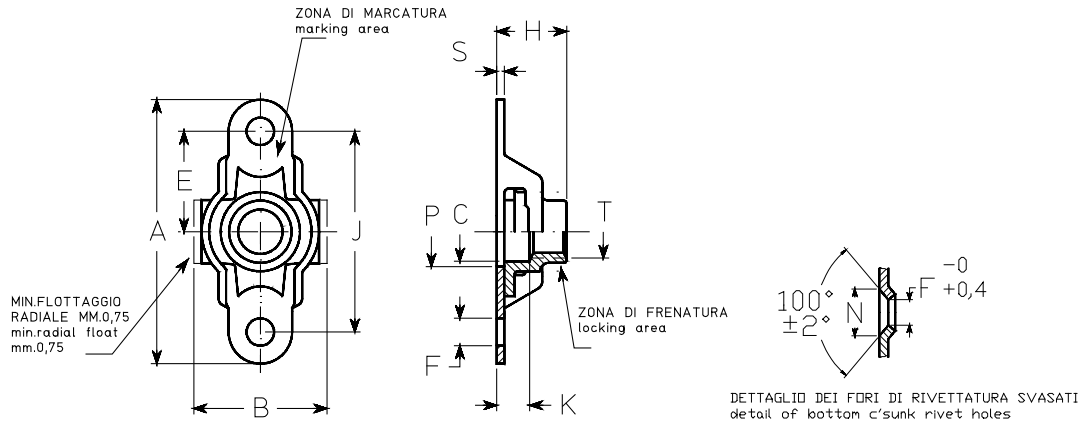 ZONA DI MARCATURA
marking area
H
S
E
A
J
P
C
T
MIN.FLOTTAGGIO
RADIALE MM.0,75
min.radial float
mm.0,75
ZONA DI FRENATURA
locking area
F
K
B
100°
±2°
N
F -0
+0,4
DETTAGLIO DEI FORI DI RIVETTATURA SVASATI
detail of bottom c'sunk rivet holes